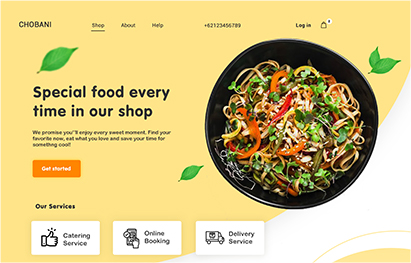 CHOBANI
Shop
About
Help
+62123456789
Log in
Special food every
time in our shop
We promise you''ll enjoy every sweet moment. Find your
favorite now, eat what you love and save your time for
something cool!
Get started
Our Services
Catering
Service
Online
Booking
Delivery
Service